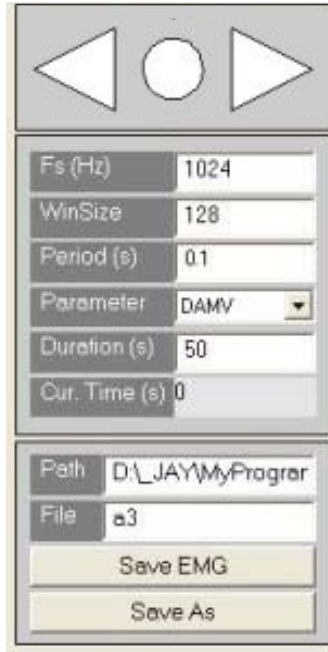 Fs (Hz) 1024
WinSize 128
Period (s) 0.1
Parameter DAMV
Duration (s) 50
Cur. Time (s) 0
Path D:\_JAY\MyPrograr
File a3
Save EMG
Save As